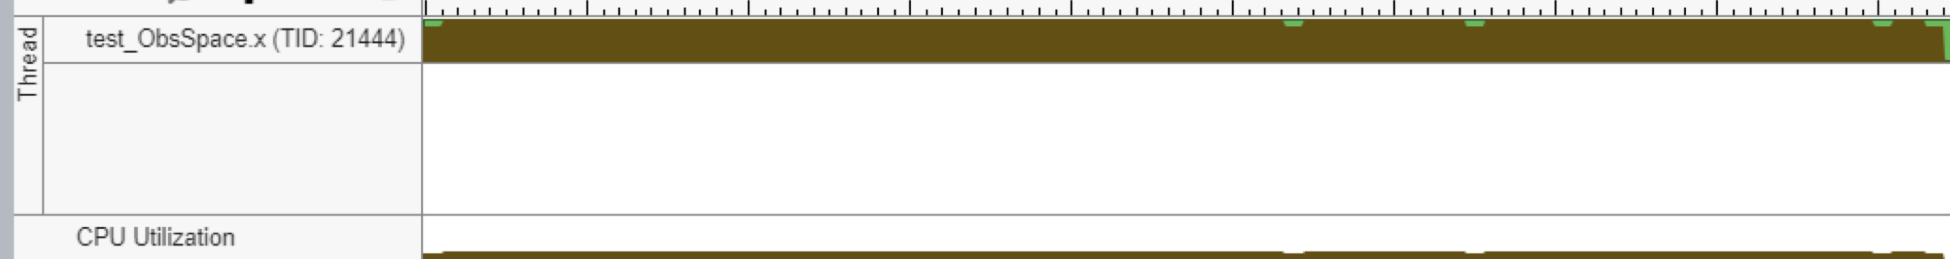 Thread
test_ObsSpace.x (TID: 21444)
CPU Utilization